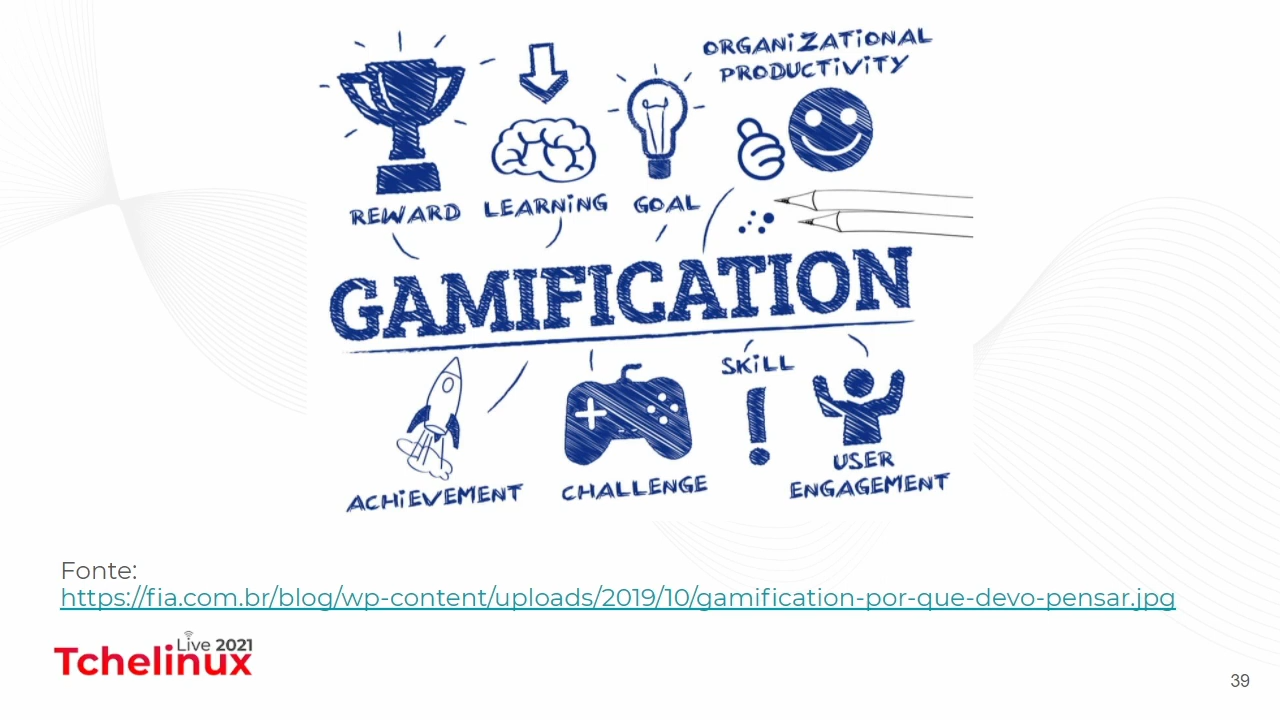 ORGANiZATiONAL
PRODUCTiViTY
REWARD
LEARNiNG
GOAL
GAMIFICATION
SKiLL
ACHiEVEMENT
CHALLENGE
USER
ENGAGEMENT
Fonte:
https://fia.com.br/blog/wp-content/uploads/2019/10/gamification-por-que-devo-pensar.jpg
Live 2021
Tchelinux
39